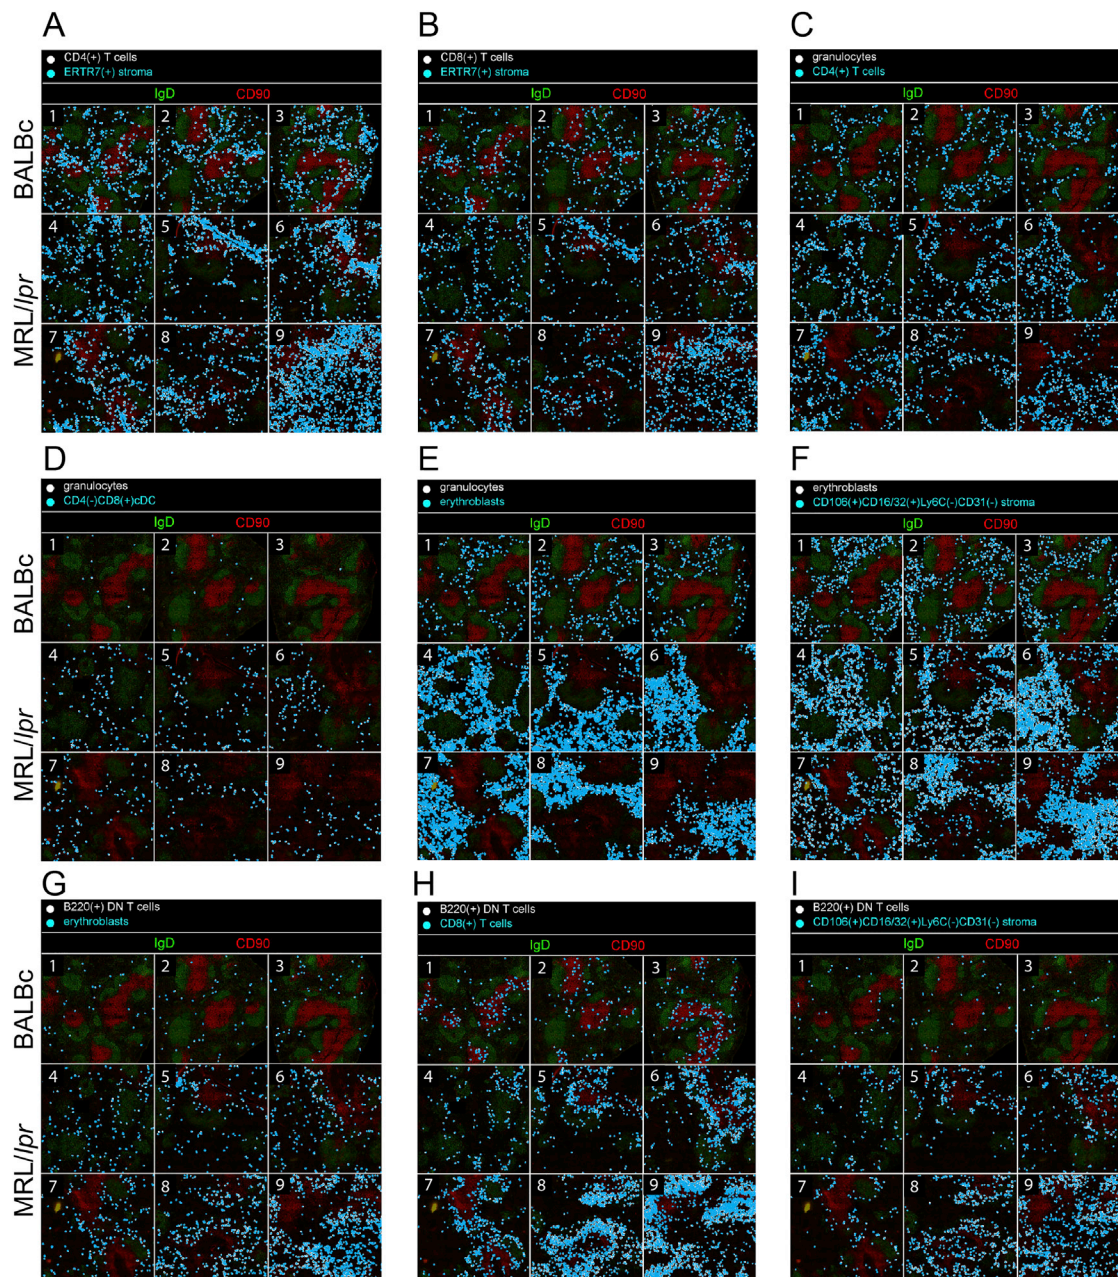 A
CD4(+) T cells
ERTR7(+) stroma
IgD CD90
BALBc
1 2 3
MRL/lpr
4 5 6
7 8 9
B
CD8(+) T cells
ERTR7(+) stroma
IgD CD90
1 2 3
4 5 6
7 8 9
C
granulocytes
CD4(+) T cells
IgD CD90
1 2 3
4 5 6
7 8 9
D
granulocytes
CD4(-)CD8(+)cDC
IgD CD90
BALBc
1 2 3
MRL/lpr
4 5 6
7 8 9
E
granulocytes
erythroblasts
IgD CD90
1 2 3
4 5 6
7 8 9
F
erythroblasts
CD106(+)CD16/32(+)Ly6C(-)CD31(-) stroma
IgD CD90
1 2 3
4 5 6
7 8 9
G
B220(+) DN T cells
erythroblasts
IgD CD90
BALBc
1 2 3
MRL/lpr
4 5 6
7 8 9
H
B220(+) DN T cells
CD8(+) T cells
IgD CD90
1 2 3
4 5 6
7 8 9
I
B220(+) DN T cells
CD106(+)CD16/32(+)Ly6C(-)CD31(-) stroma
IgD CD90
1 2 3
4 5 6
7 8 9